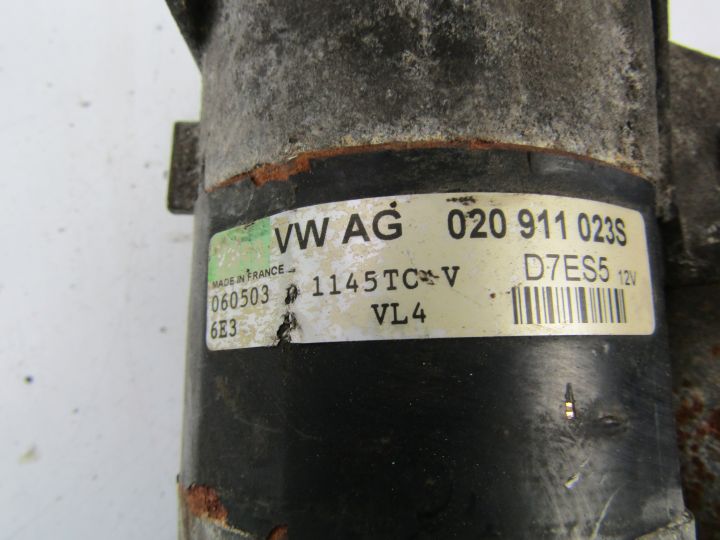 VW AG 020 911 023S
MADE IN FRANCE
D7ES5 12V
060503 1145TC-V
6E3 VL4